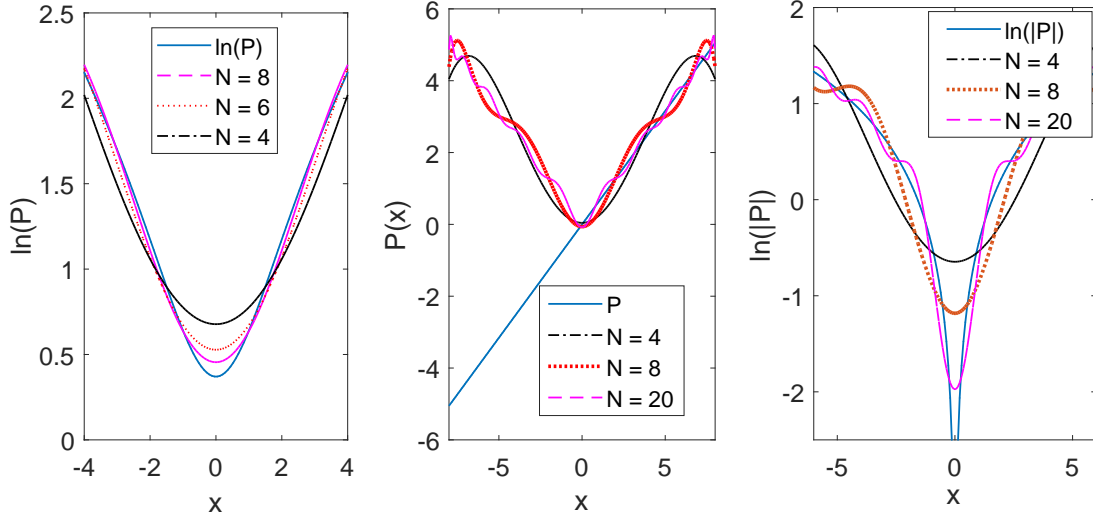 2.5
2
1.5
1
0.5
0
ln(P)
ln(P)
N = 8
N = 6
N = 4
-4
-2
0
2
4
x
6
4
2
0
-2
-4
-6
P(x)
P
N = 4
N = 8
N = 20
-5
0
5
x
2
1
0
-1
-2
ln(|P|)
ln(|P|)
N = 4
N = 8
N = 20
-5
0
5
x